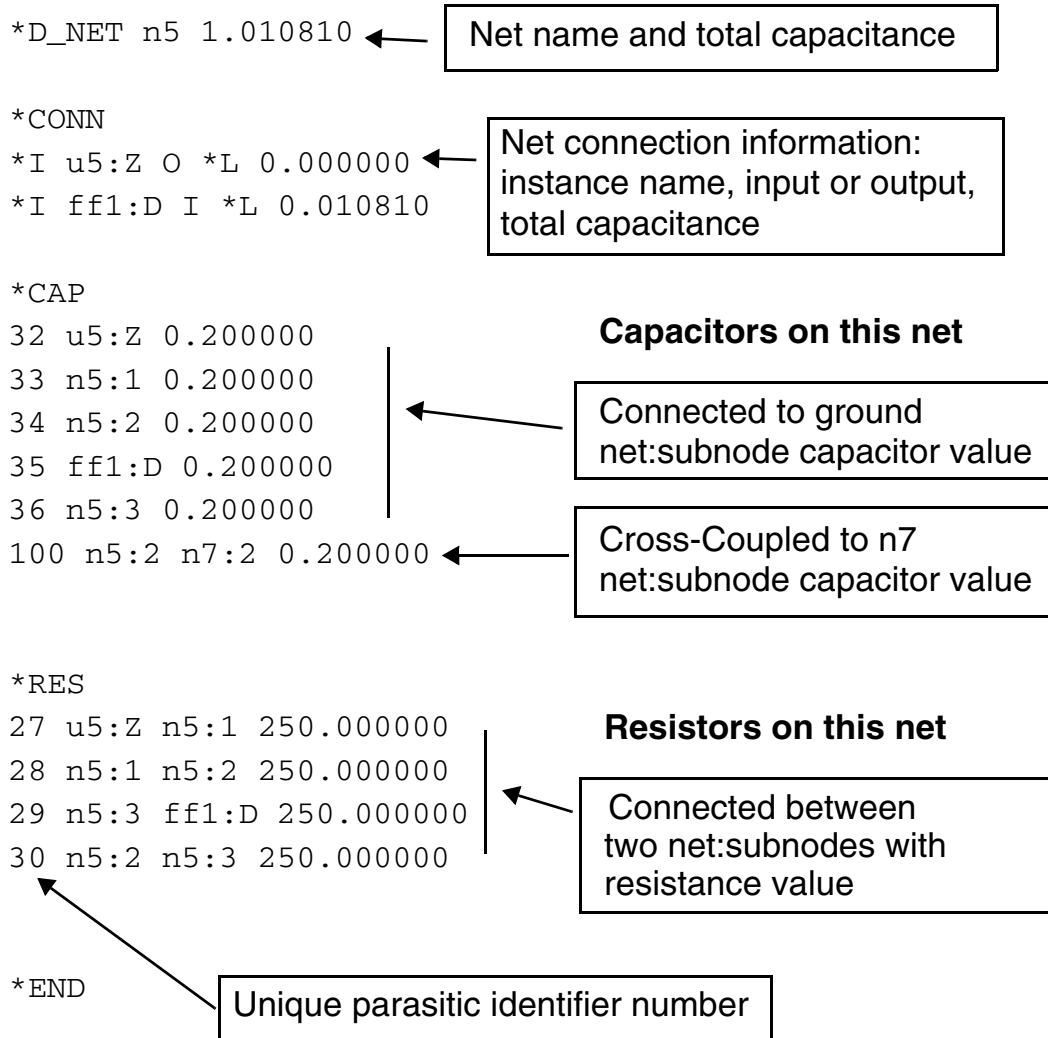 *D_NET n5 1.010810
Net name and total capacitance
*CONN
*I u5:Z O *L 0.000000
*I ff1:D I *L 0.010810
Net connection information:
instance name, input or output,
total capacitance
*CAP
32 u5:Z 0.200000
33 n5:1 0.200000
34 n5:2 0.200000
35 ff1:D 0.200000
36 n5:3 0.200000
100 n5:2 n7:2 0.200000
Capacitors on this net
Connected to ground
net:subnode capacitor value
Cross-Coupled to n7
net:subnode capacitor value
*RES
27 u5:Z n5:1 250.000000
28 n5:1 n5:2 250.000000
29 n5:3 ff1:D 250.000000
30 n5:2 n5:3 250.000000
Resistors on this net
Connected between
two net:subnodes with
resistance value
*END
Unique parasitic identifier number